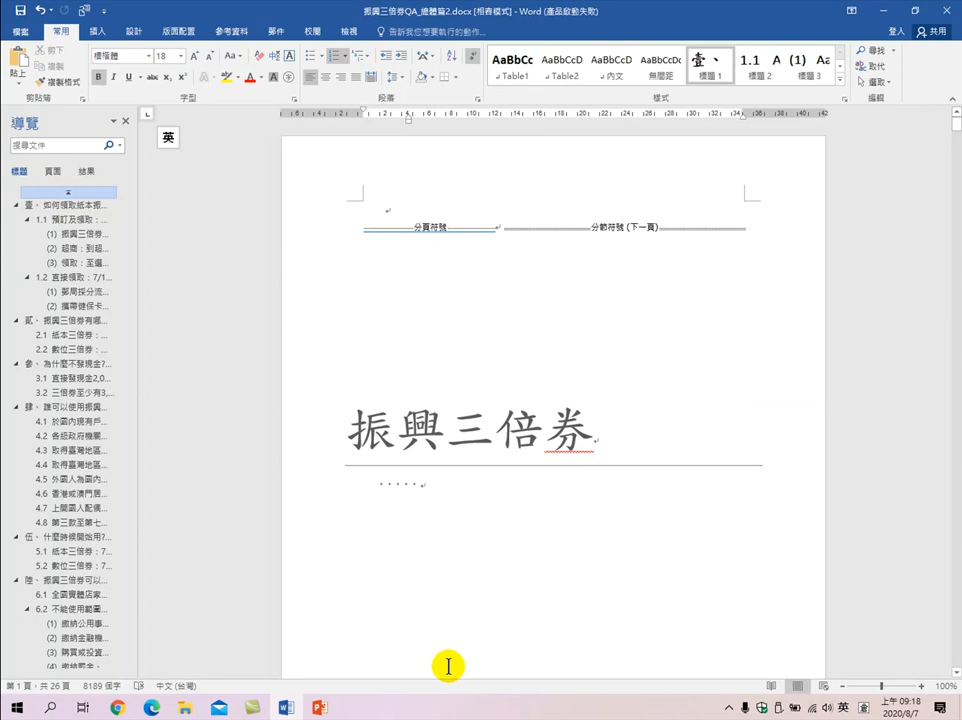 振興三倍券QA_總體篇2.docx [相容模式] - Word (產品啟動失敗)
檔案 常用 插入 設計 版面配置 參考資料 郵件 校閱 檢視 告訴我您想要執行的動作... 登入 共用
貼上 剪下 複製 複製格式
標楷體 18
AaBbCc AaBbCcD AaBbCcD AaBbCcDc 壹、 1.1 A (1) Aa
Table1 Table2 內文 無間距 標題 1 標題 2 標題 3
尋找 取代 選取
剪貼簿 字型 段落 樣式 編輯
導覽
搜尋文件
標題 頁面 結果
壹、如何領取紙本振...
1.1 預訂及領取：...
(1) 振興三倍券...
(2) 超商：到超...
(3) 領取：至選...
1.2 直接領取：7/1...
(1) 郵局採分流...
(2) 攜帶健保卡...
貳、振興三倍券有哪...
2.1 紙本三倍券：...
2.2 數位三倍券：...
參、為什麼不發現金?...
3.1 直接發現金2,0...
3.2 三倍券至少有3,...
肆、誰可以使用振興...
4.1 於國內現有戶...
4.2 各級政府機關...
4.3 取得臺灣地區...
4.4 取得臺灣地區...
4.5 外國人為國內...
4.6 香港或澳門居...
4.7 上開國人配偶...
4.8 第三款至第七...
伍、什麼時候開始用?...
5.1 紙本三倍券：7...
5.2 數位三倍券：7...
陸、振興三倍券可以...
6.1 全國實體店家...
6.2 不能使用範圍...
(1) 繳納公用事...
(2) 繳納金融機...
(3) 購買或投資...
(4) 繳納罰金、
英
分頁符號 分節符號 (下一頁)
振興三倍券
第 1 頁，共 26 頁 8189 個字 中文 (台灣) 100%
英 上午 09:18
2020/8/7